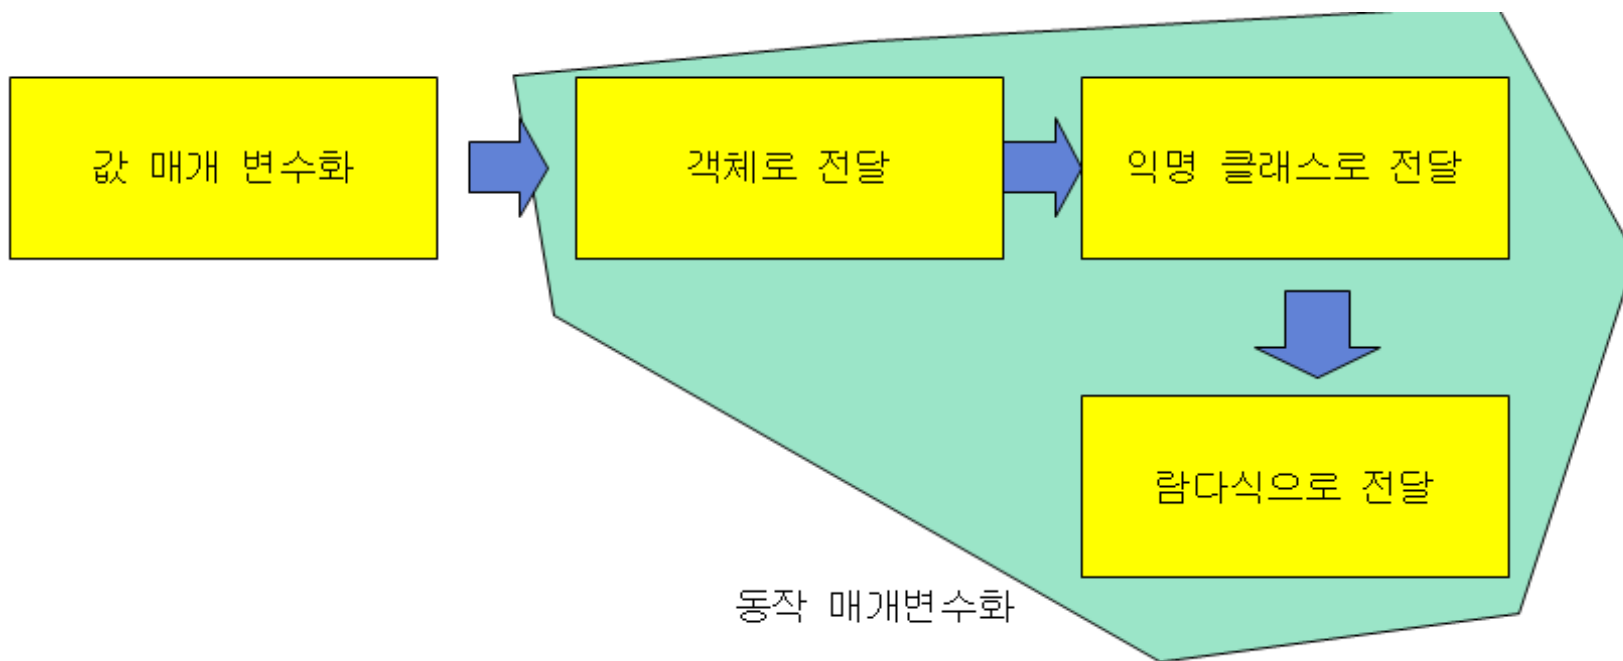 값 매개 변수화
객체로 전달
익명 클래스로 전달
람다식으로 전달
동작 매개변수화